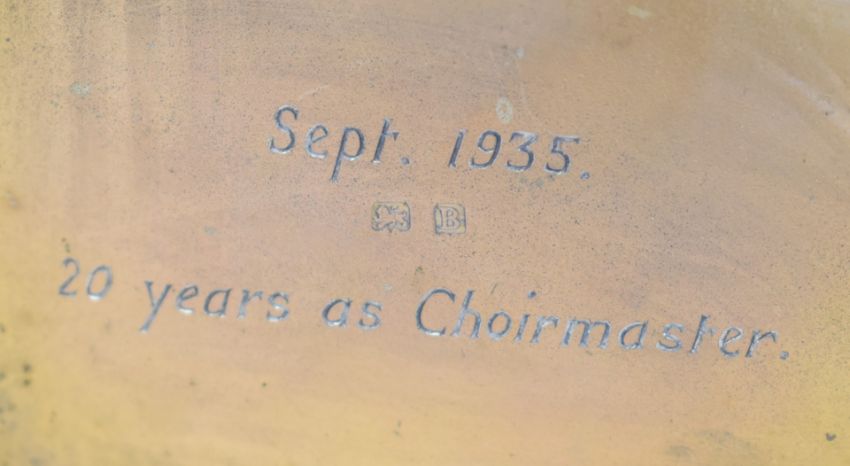 Sept. 1935.
B
20 years as Choirmaster.